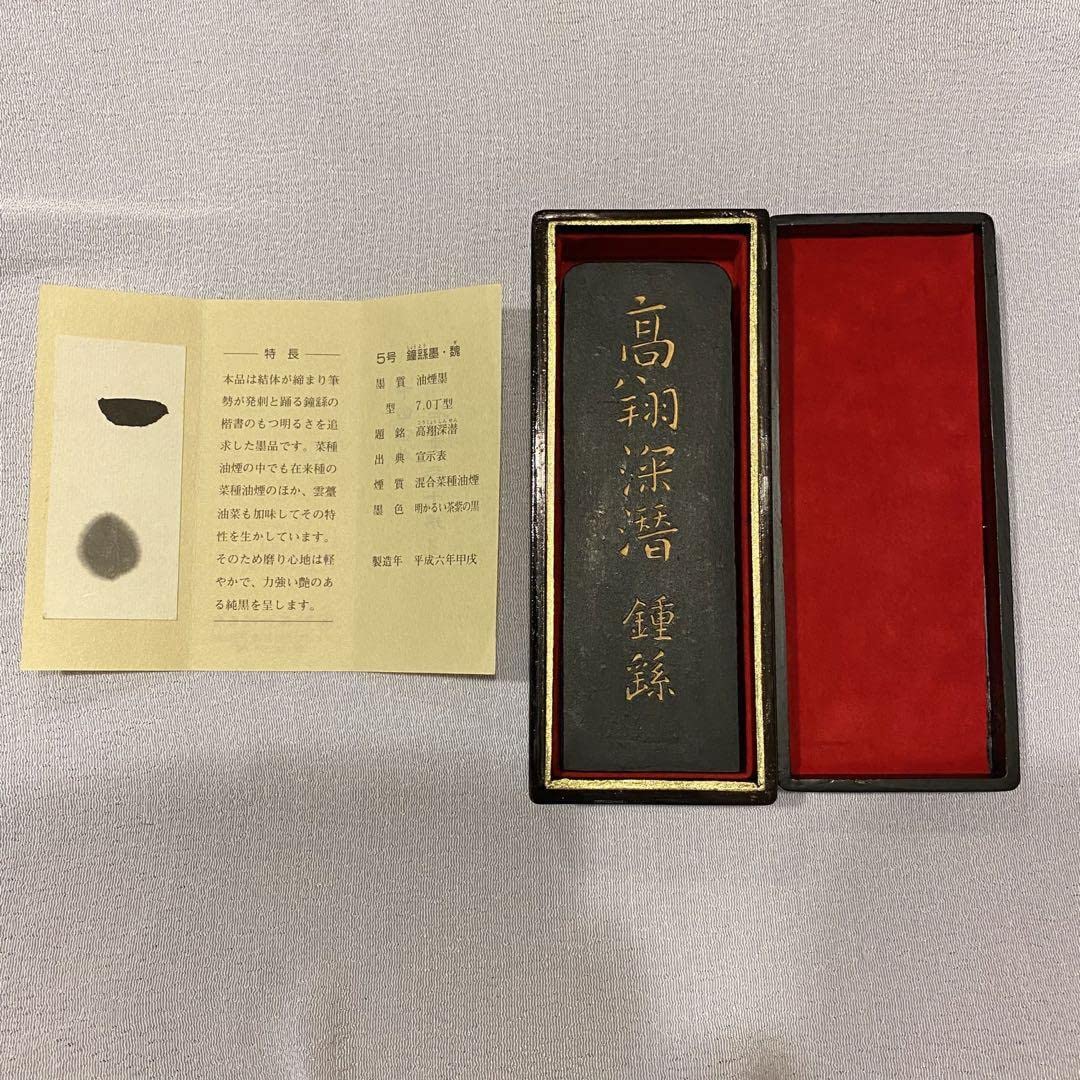 特長
本品は結体が締まり筆
勢が発剌と踊る鐘繇の
楷書のもつ明るさを追
求した墨品です。菜種
油煙の中でも在来種の
菜種油煙のほか、雲薹
油菜も加味してその特
性を生かしています。
そのため磨り心地は軽
やかで、力強い艶のあ
る純黒を呈します。
5号 鐘繇墨・魏
墨質 油煙墨
型 7.0丁型
題銘 高翔深潜
出典 宣示表
煙質 混合菜種油煙
墨色 明かるい茶紫の黒
製造年 平成六年甲戌
高翔深潛 鍾繇